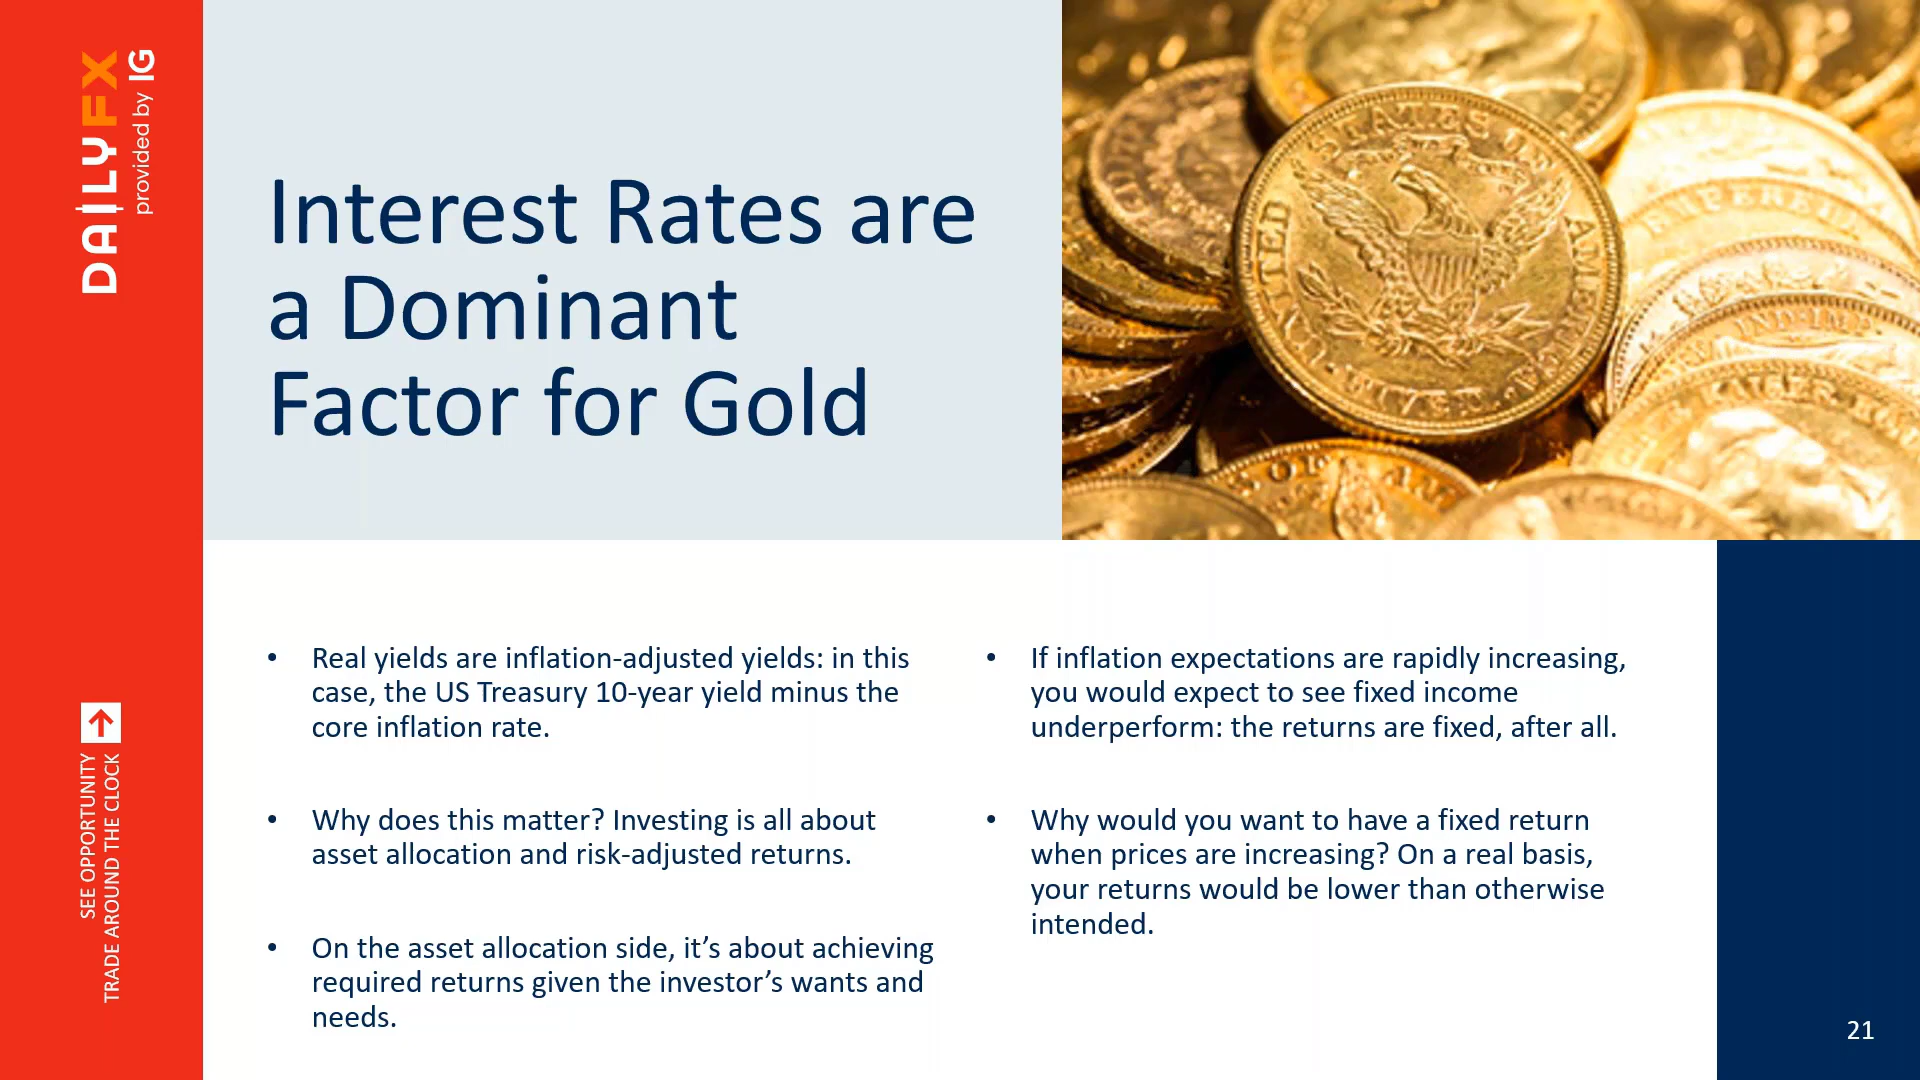 DAILYFX
provided by IG
SEE OPPORTUNITY
TRADE AROUND THE CLOCK
Interest Rates are
a Dominant
Factor for Gold
STATES OF
UNITED
AMERICA
• Real yields are inflation-adjusted yields: in this
case, the US Treasury 10-year yield minus the
core inflation rate.
• Why does this matter? Investing is all about
asset allocation and risk-adjusted returns.
• On the asset allocation side, it’s about achieving
required returns given the investor’s wants and
needs.
• If inflation expectations are rapidly increasing,
you would expect to see fixed income
underperform: the returns are fixed, after all.
• Why would you want to have a fixed return
when prices are increasing? On a real basis,
your returns would be lower than otherwise
intended.
21